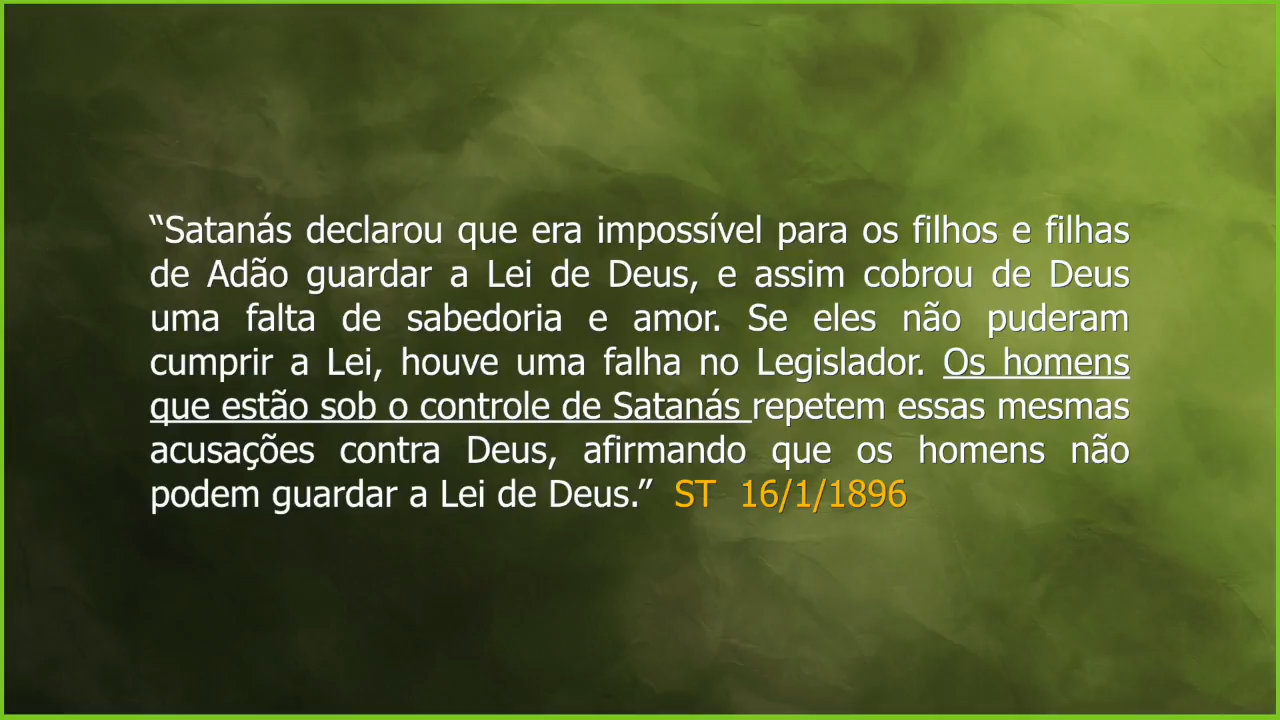 “Satanás declarou que era impossível para os filhos e filhas
de Adão guardar a Lei de Deus, e assim cobrou de Deus
uma falta de sabedoria e amor. Se eles não puderam
cumprir a Lei, houve uma falha no Legislador. Os homens
que estão sob o controle de Satanás repetem essas mesmas
acusações contra Deus, afirmando que os homens não
podem guardar a Lei de Deus.” ST 16/1/1896